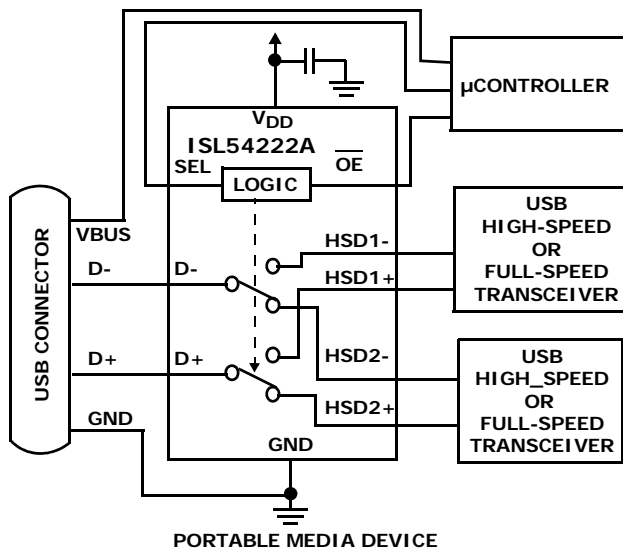 µCONTROLLER
VDD
ISL54222A
SEL
OE
LOGIC
USB CONNECTOR
VBUS
D-
D-
D+
D+
GND
HSD1-
HSD1+
HSD2-
HSD2+
USB
HIGH-SPEED
OR
FULL-SPEED
TRANSCEIVER
USB
HIGH_SPEED
OR
FULL-SPEED
TRANSCEIVER
GND
PORTABLE MEDIA DEVICE